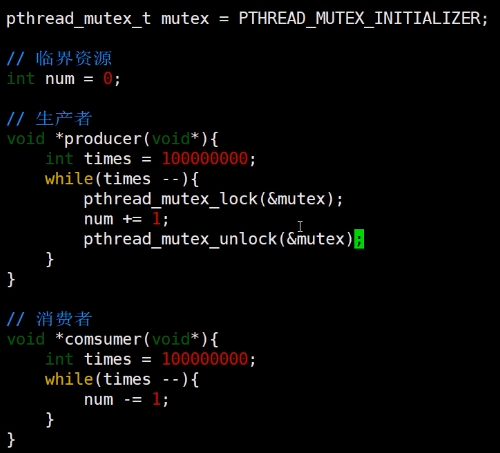 pthread_mutex_t mutex = PTHREAD_MUTEX_INITIALIZER;
// 临界资源
int num = 0;
// 生产者
void *producer(void*){
int times = 100000000;
while(times --){
pthread_mutex_lock(&mutex);
num += 1;
pthread_mutex_unlock(&mutex);
}
}
// 消费者
void *comsumer(void*){
int times = 100000000;
while(times --){
num -= 1;
}
}